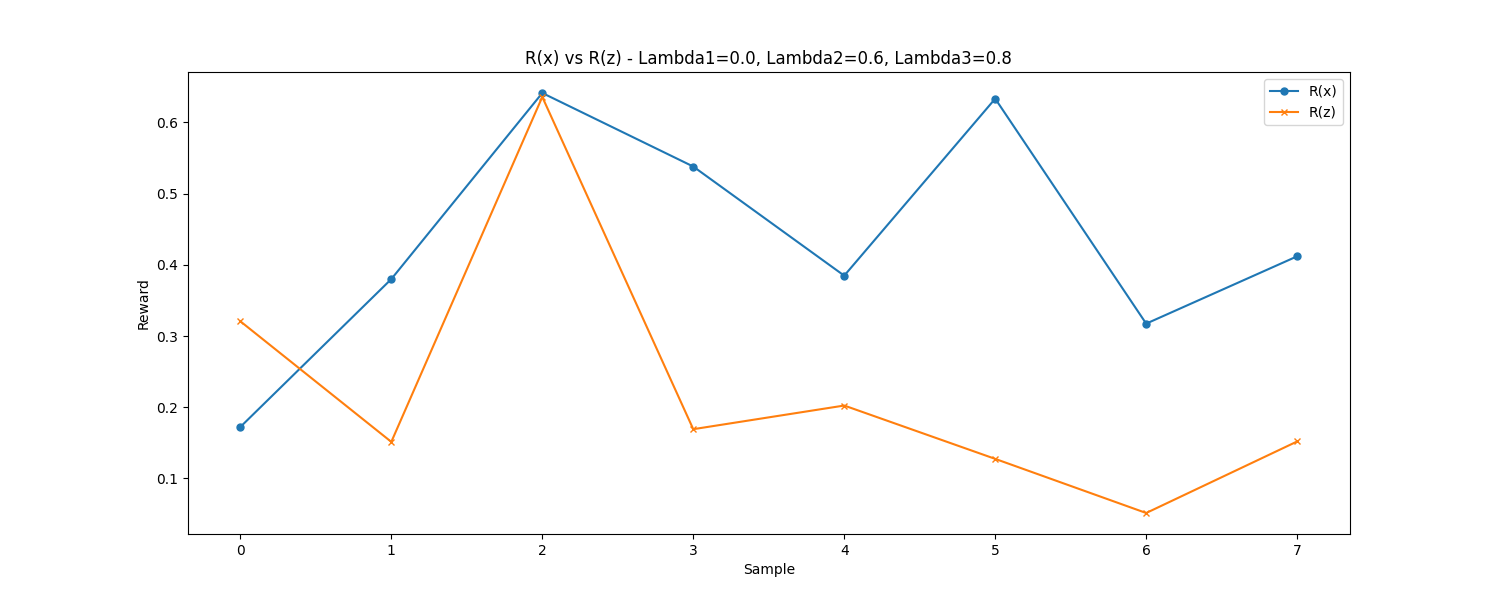 R(x) vs R(z) - Lambda1=0.0, Lambda2=0.6, Lambda3=0.8
R(x)
R(z)
0.6
0.5
0.4
0.3
0.2
0.1
Reward
0 1 2 3 4 5 6 7
Sample